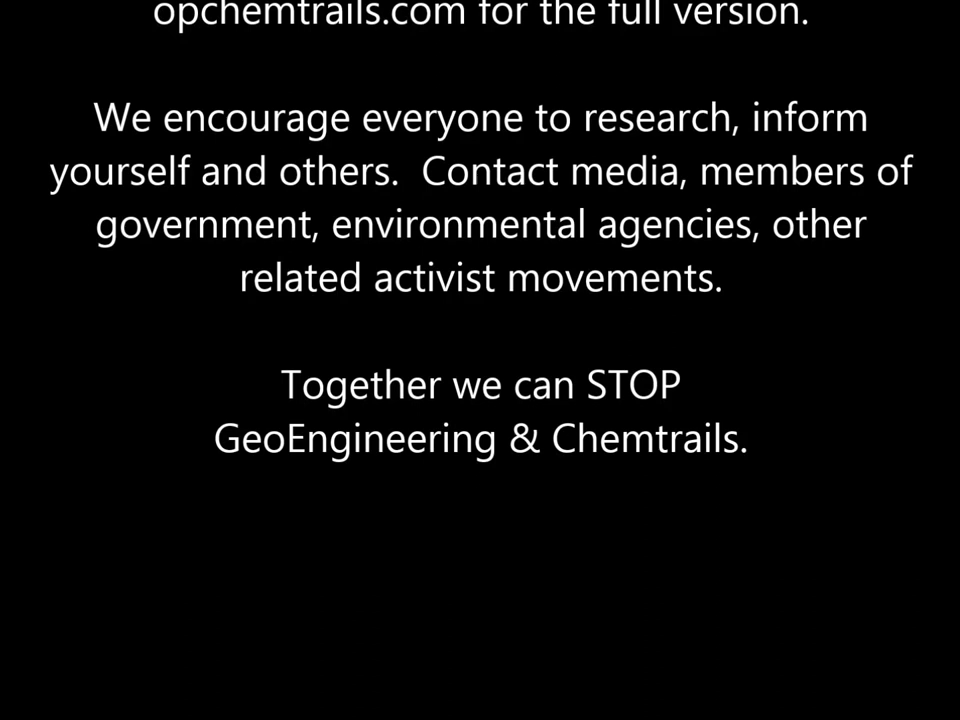 opchemtrails.com for the full version.
We encourage everyone to research, inform
yourself and others.  Contact media, members of
government, environmental agencies, other
related activist movements.
Together we can STOP
GeoEngineering & Chemtrails.